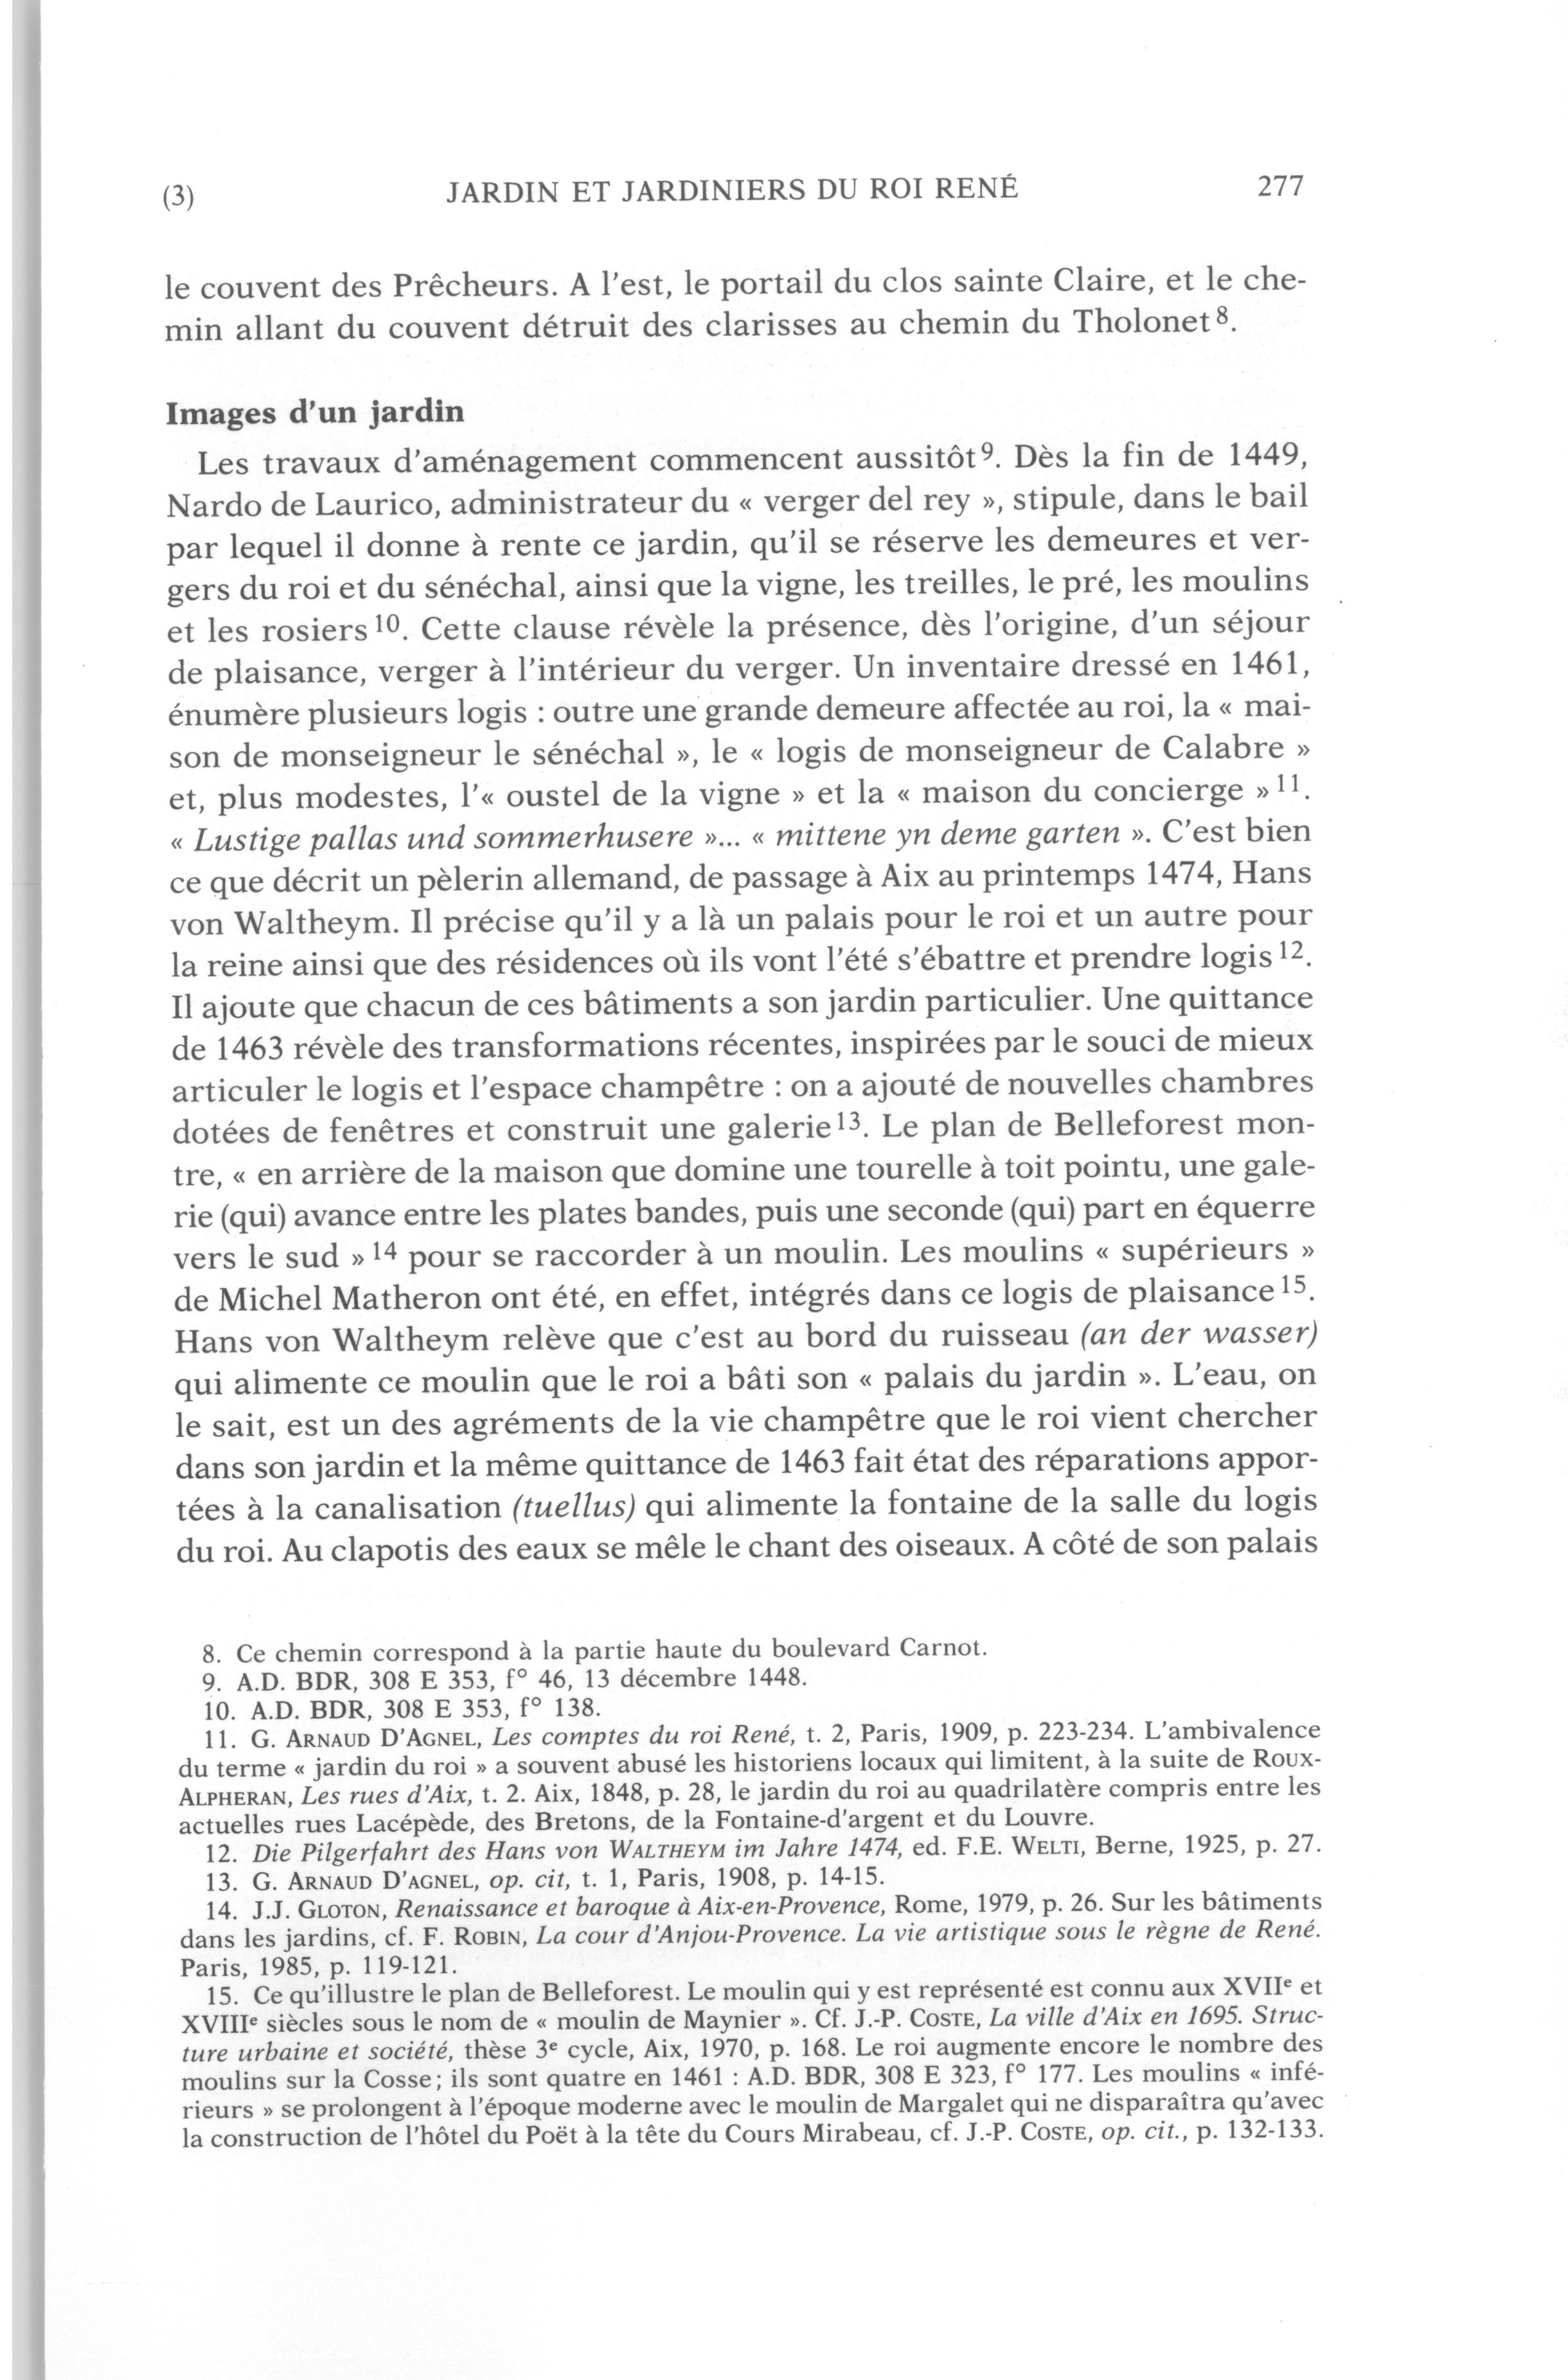 (3)
JARDIN ET JARDINIERS DU ROI RENÉ
277
le couvent des Prêcheurs. A l'est, le portail du clos sainte Claire, et le che-
min allant du couvent détruit des clarisses au chemin du Tholonet 8.
Images d'un jardin
Les travaux d'aménagement commencent aussitôt 9. Dès la fin de 1449,
Nardo de Laurico, administrateur du « verger del rey », stipule, dans le bail
par lequel il donne à rente ce jardin, qu'il se réserve les demeures et ver-
gers du roi et du sénéchal, ainsi que la vigne, les treilles, le pré, les moulins
et les rosiers 10. Cette clause révèle la présence, dès l'origine, d'un séjour
de plaisance, verger à l'intérieur du verger. Un inventaire dressé en 1461,
énumère plusieurs logis : outre une grande demeure affectée au roi, la « mai-
son de monseigneur le sénéchal », le « logis de monseigneur de Calabre »
et, plus modestes, l'« oustel de la vigne » et la « maison du concierge » 11.
« Lustige pallas und sommerhusere »... « mittene yn deme garten ». C'est bien
ce que décrit un pèlerin allemand, de passage à Aix au printemps 1474, Hans
von Waltheym. Il précise qu'il y a là un palais pour le roi et un autre pour
la reine ainsi que des résidences où ils vont l'été s'ébattre et prendre logis 12.
Il ajoute que chacun de ces bâtiments a son jardin particulier. Une quittance
de 1463 révèle des transformations récentes, inspirées par le souci de mieux
articuler le logis et l'espace champêtre : on a ajouté de nouvelles chambres
dotées de fenêtres et construit une galerie 13. Le plan de Belleforest mon-
tre, « en arrière de la maison que domine une tourelle à toit pointu, une gale-
rie (qui) avance entre les plates bandes, puis une seconde (qui) part en équerre
vers le sud » 14 pour se raccorder à un moulin. Les moulins « supérieurs »
de Michel Matheron ont été, en effet, intégrés dans ce logis de plaisance 15.
Hans von Waltheym relève que c'est au bord du ruisseau (an der wasser)
qui alimente ce moulin que le roi a bâti son « palais du jardin ». L'eau, on
le sait, est un des agréments de la vie champêtre que le roi vient chercher
dans son jardin et la même quittance de 1463 fait état des réparations appor-
tées à la canalisation (tuellus) qui alimente la fontaine de la salle du logis
du roi. Au clapotis des eaux se mêle le chant des oiseaux. A côté de son palais
8. Ce chemin correspond à la partie haute du boulevard Carnot.
9. A.D. BDR, 308 E 353, f° 46, 13 décembre 1448.
10. A.D. BDR, 308 E 353, f° 138.
11. G. ARNAUD D'AGNEL, Les comptes du roi René, t. 2, Paris, 1909, p. 223-234. L'ambivalence
du terme « jardin du roi » a souvent abusé les historiens locaux qui limitent, à la suite de ROUX-
ALPHERAN, Les rues d'Aix, t. 2. Aix, 1848, p. 28, le jardin du roi au quadrilatère compris entre les
actuelles rues Lacépède, des Bretons, de la Fontaine-d'argent et du Louvre.
12. Die Pilgerfahrt des Hans von WALTHEYM im Jahre 1474, ed. F.E. WELTI, Berne, 1925, p. 27.
13. G. ARNAUD D'AGNEL, op. cit, t. 1, Paris, 1908, p. 14-15.
14. J.J. GLOTON, Renaissance et baroque à Aix-en-Provence, Rome, 1979, p. 26. Sur les bâtiments
dans les jardins, cf. F. ROBIN, La cour d'Anjou-Provence. La vie artistique sous le règne de René.
Paris, 1985, p. 119-121.
15. Ce qu'illustre le plan de Belleforest. Le moulin qui y est représenté est connu aux XVIIe et
XVIIIe siècles sous le nom de « moulin de Maynier ». Cf. J.-P. COSTE, La ville d'Aix en 1695. Struc-
ture urbaine et société, thèse 3e cycle, Aix, 1970, p. 168. Le roi augmente encore le nombre des
moulins sur la Cosse; ils sont quatre en 1461 : A.D. BDR, 308 E 323, f° 177. Les moulins « infé-
rieurs » se prolongent à l'époque moderne avec le moulin de Margalet qui ne disparaîtra qu'avec
la construction de l'hôtel du Poët à la tête du Cours Mirabeau, cf. J.-P. COSTE, op. cit., p. 132-133.